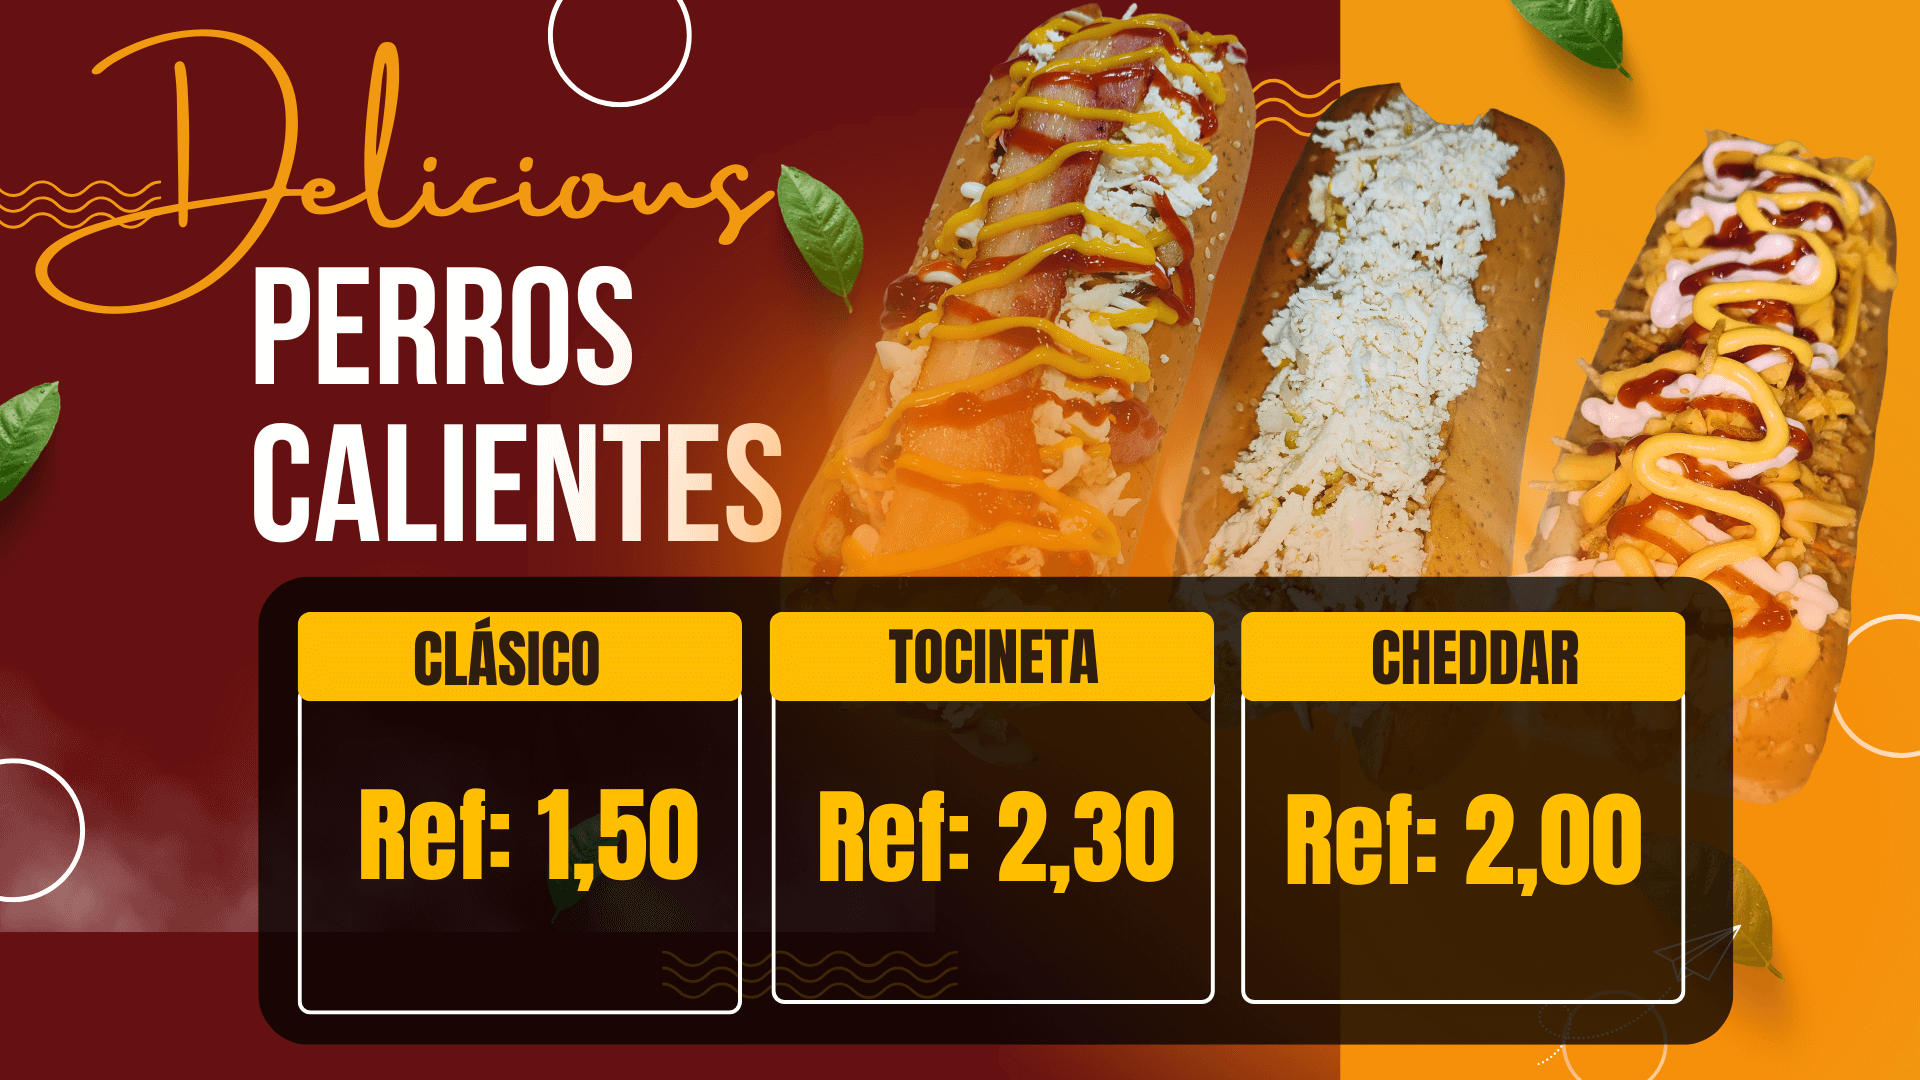 Delicious
PERROS
CALIENTES
CLÁSICO
TOCINETA
CHEDDAR
Ref: 1,50
Ref: 2,30
Ref: 2,00